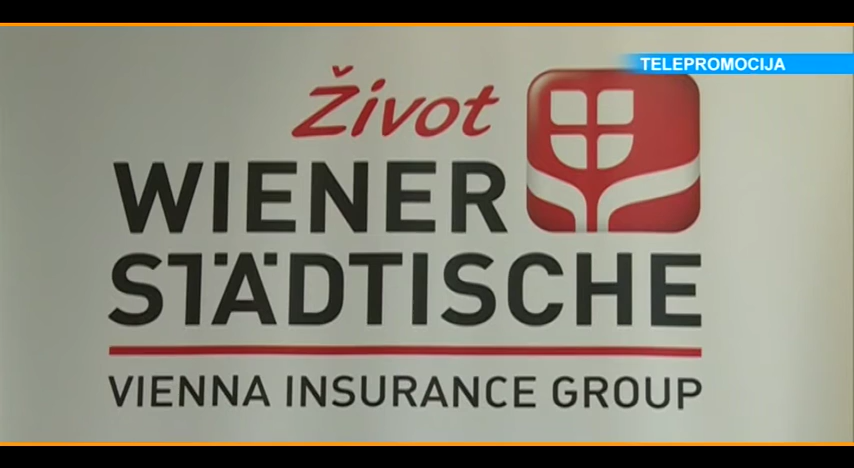 TELEPROMOCIJA
Život
WIENER
STÄDTISCHE
VIENNA INSURANCE GROUP